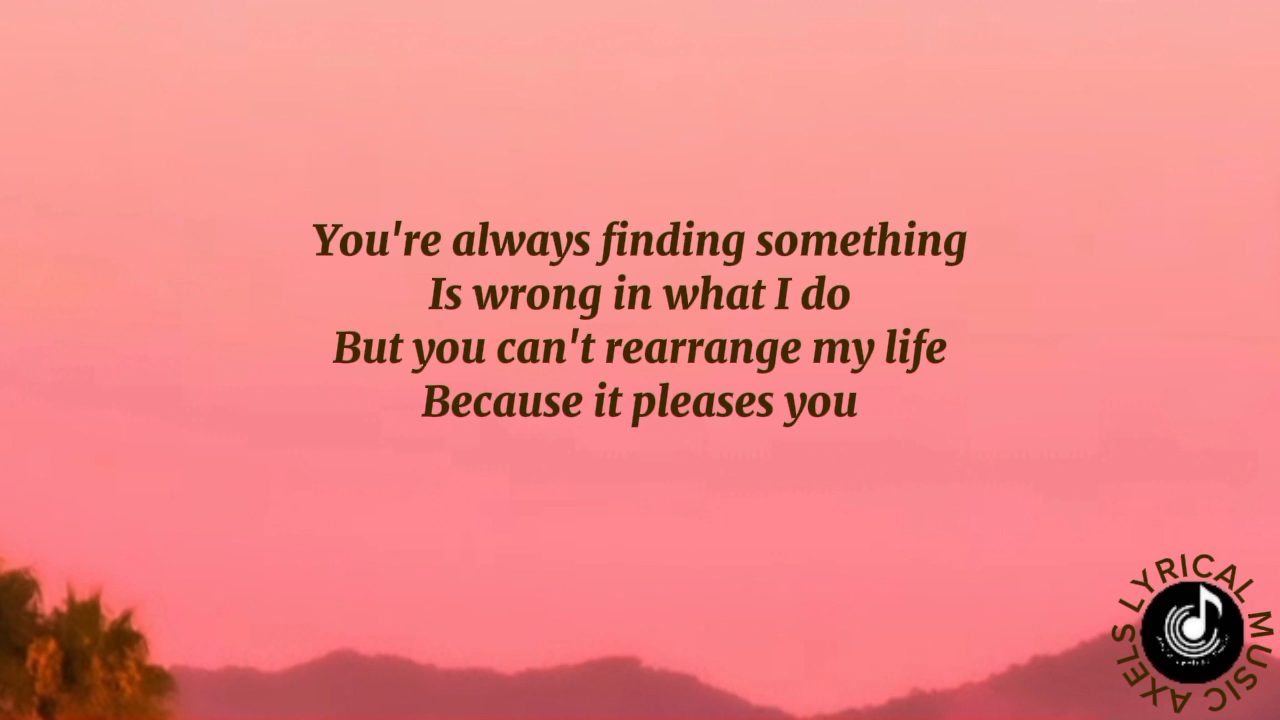 You're always finding something
Is wrong in what I do
But you can't rearrange my life
Because it pleases you
AXELS LYRICAL MUSIC